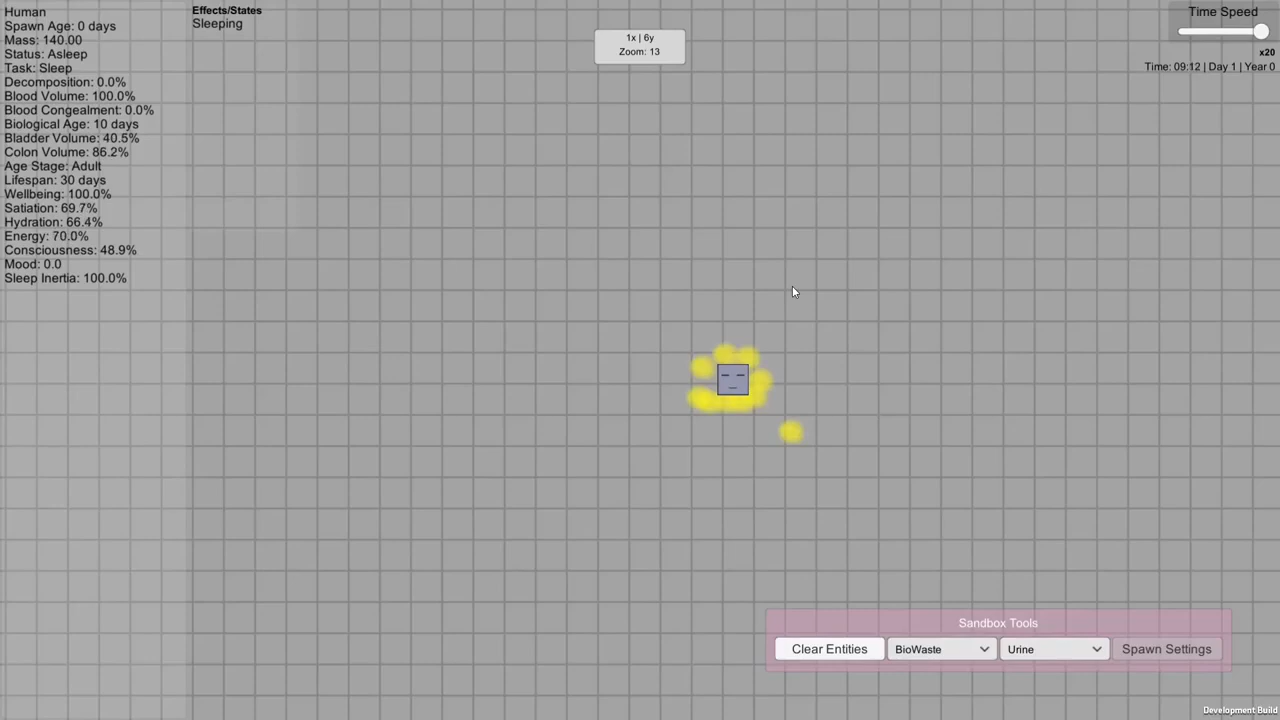 Human
Spawn Age: 0 days
Mass: 140.00
Status: Asleep
Task: Sleep
Decomposition: 0.0%
Blood Volume: 100.0%
Blood Congealment: 0.0%
Biological Age: 10 days
Bladder Volume: 40.5%
Colon Volume: 86.2%
Age Stage: Adult
Lifespan: 30 days
Wellbeing: 100.0%
Satiation: 69.7%
Hydration: 66.4%
Energy: 70.0%
Consciousness: 48.9%
Mood: 0.0
Sleep Inertia: 100.0%
Effects/States
Sleeping
1x | 6y
Zoom: 13
Time Speed
x20
Time: 09:12 | Day 1 | Year 0
Sandbox Tools
Clear Entities
BioWaste
Urine
Spawn Settings
Development Build